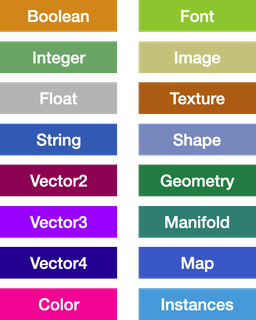 Boolean
Font
Integer
Image
Float
Texture
String
Shape
Vector2
Geometry
Vector3
Manifold
Vector4
Map
Color
Instances